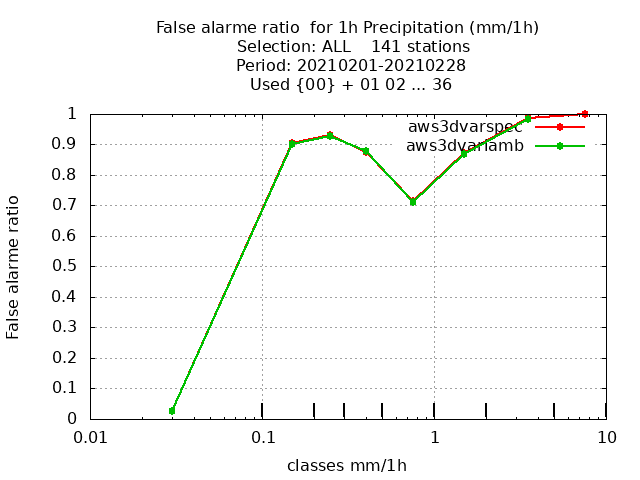 False alarme ratio  for 1h Precipitation (mm/1h)
Selection: ALL    141 stations
Period: 20210201-20210228
Used {00} + 01 02 ... 36
aws3dvarspec
aws3dvarlamb
1
0.9
0.8
0.7
0.6
0.5
0.4
0.3
0.2
0.1
0
False alarme ratio
0.01
0.1
1
10
classes mm/1h